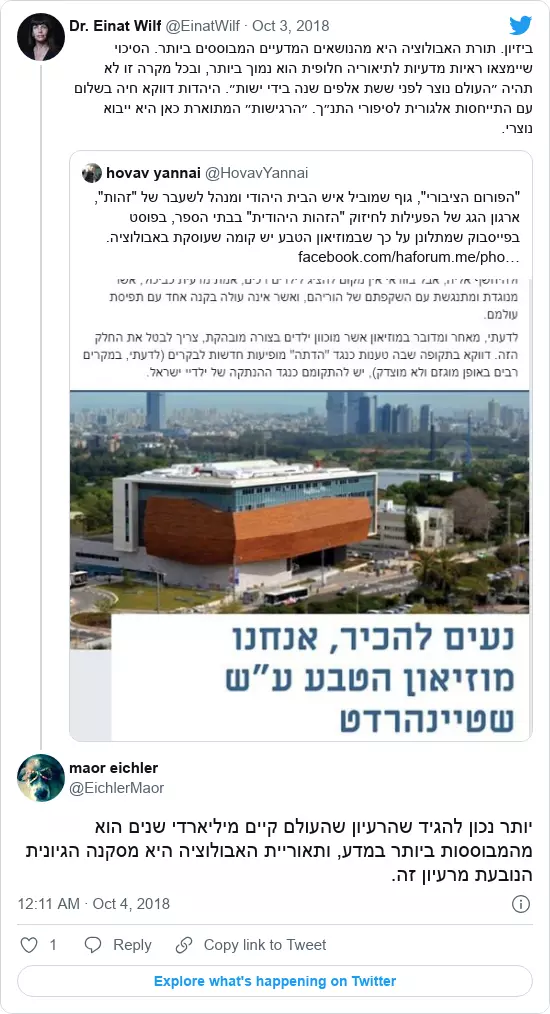 Dr. Einat Wilf @EinatWilf · Oct 3, 2018
ביזיון. תורת האבולוציה היא מהנושאים המדעיים המבוססים ביותר. הסיכוי
שיימצאו ראיות מדעיות לתיאוריה חלופית הוא נמוך ביותר, ובכל מקרה זו לא
תהיה ״העולם נוצר לפני ששת אלפים שנה בידי ישות״. היהדות דווקא חיה בשלום
עם התייחסות אלגורית לסיפורי התנ״ך. ״הרגישות״ המתוארת כאן היא ייבוא
נוצרי.
hovav yannai @HovavYannai
"הפורום הציבורי", גוף שמוביל איש הבית היהודי ומנהל לשעבר של "זהות",
ארגון הגג של הפעילות לחיזוק "הזהות היהודית" בבתי הספר, בפוסט
בפייסבוק שמתלונן על כך שבמוזיאון הטבע יש קומה שעוסקת באבולוציה.
facebook.com/haforum.me/pho…
מנוגדת ומתנגשת עם השקפתם של הוריהם, ואשר אינה עולה בקנה אחד עם תפיסת
עולמם.
לדעתי, מאחר ומדובר במוזיאון אשר מכוון ילדים בצורה מובהקת, צריך לבטל את החלק
הזה. דווקא בתקופה שבה טענות כנגד "הדתה" מופיעות חדשות לבקרים (לדעתי, במקרים
רבים באופן מוגזם ולא מוצדק), יש להתקומם כנגד ההנתקה של ילדיי ישראל.
נעים להכיר, אנחנו
מוזיאון הטבע ע״ש
שטיינהרדט
maor eichler
@EichlerMaor
יותר נכון להגיד שהרעיון שהעולם קיים מיליארדי שנים הוא
מהמבוססות ביותר במדע, ותאוריית האבולוציה היא מסקנה הגיונית
הנובעת מרעיון זה.
12:11 AM · Oct 4, 2018
1 Reply Copy link to Tweet
Explore what's happening on Twitter